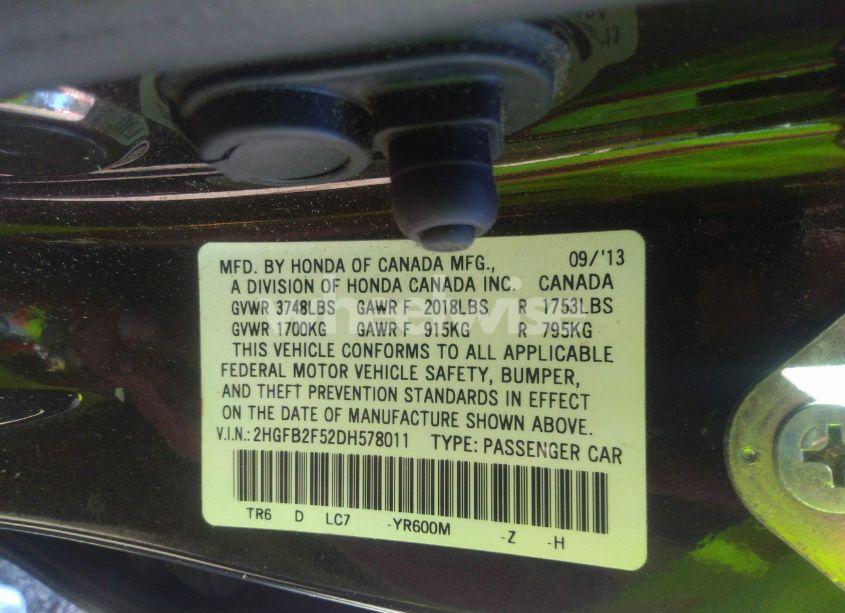 13
MFD. BY HONDA OF CANADA MFG., 09/'13
A DIVISION OF HONDA CANADA INC. CANADA
GVWR 3748LBS GAWR F 2018LBS R 1753LBS
GVWR 1700KG GAWR F 915KG R 795KG
THIS VEHICLE CONFORMS TO ALL APPLICABLE
FEDERAL MOTOR VEHICLE SAFETY, BUMPER,
AND THEFT PREVENTION STANDARDS IN EFFECT
ON THE DATE OF MANUFACTURE SHOWN ABOVE.
V.I.N.: 2HGFB2F52DH578011 TYPE: PASSENGER CAR
TR6 D LC7 -YR600M -Z -H